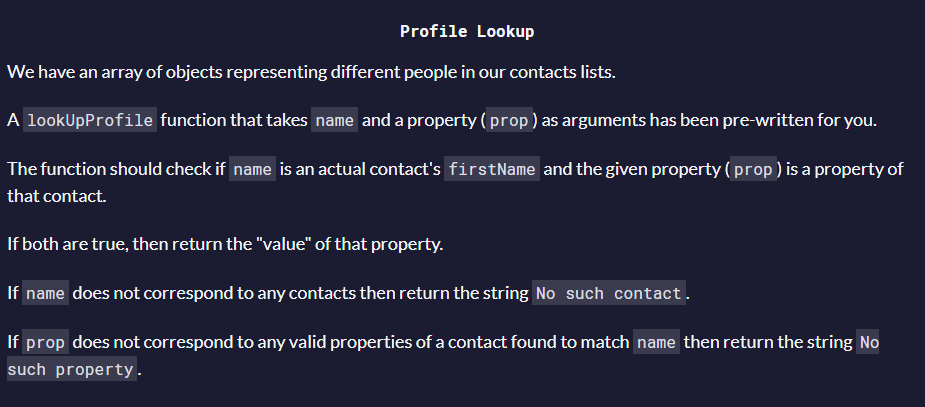 Profile Lookup
We have an array of objects representing different people in our contacts lists.
A lookUpProfile function that takes name and a property (prop) as arguments has been pre-written for you.
The function should check if name is an actual contact's firstName and the given property (prop) is a property of
that contact.
If both are true, then return the "value" of that property.
If name does not correspond to any contacts then return the string No such contact.
If prop does not correspond to any valid properties of a contact found to match name then return the string No
such property.